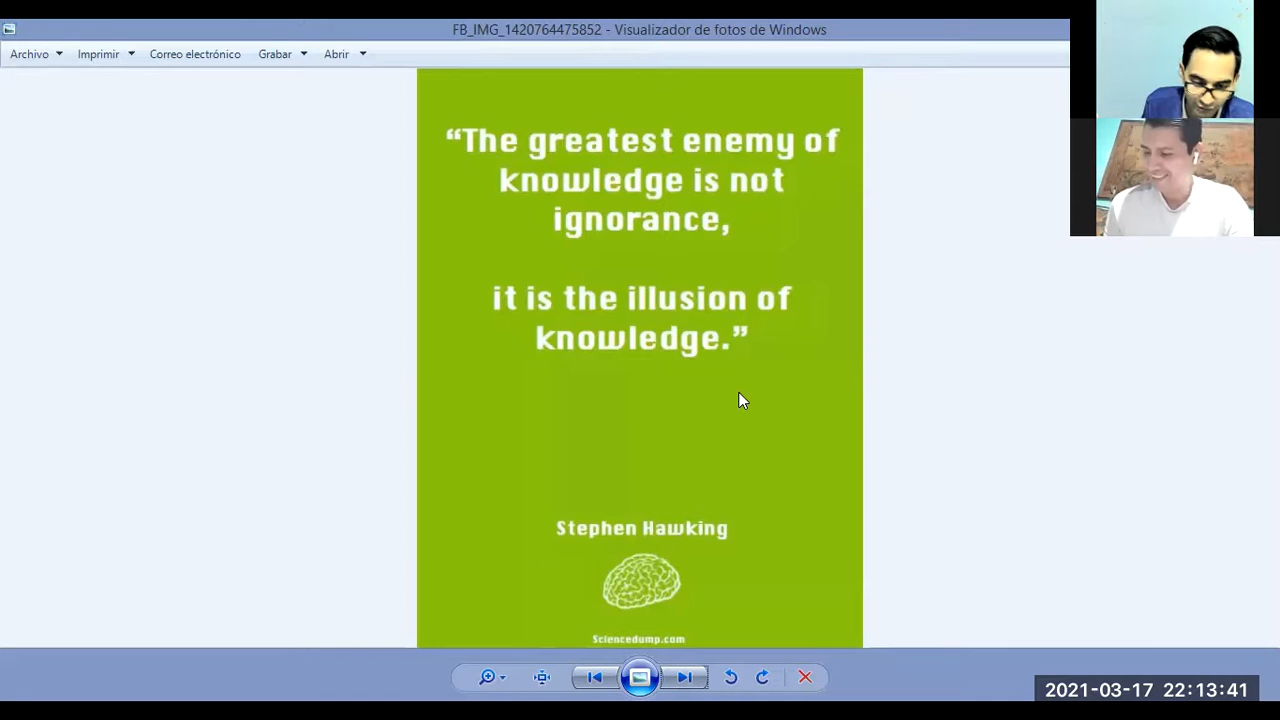 FB_IMG_1420764475852 - Visualizador de fotos de Windows
Archivo Imprimir Correo electrónico Grabar Abrir
“The greatest enemy of
knowledge is not
ignorance,
it is the illusion of
knowledge.”
Stephen Hawking
Sciencedump.com
2021-03-17 22:13:41